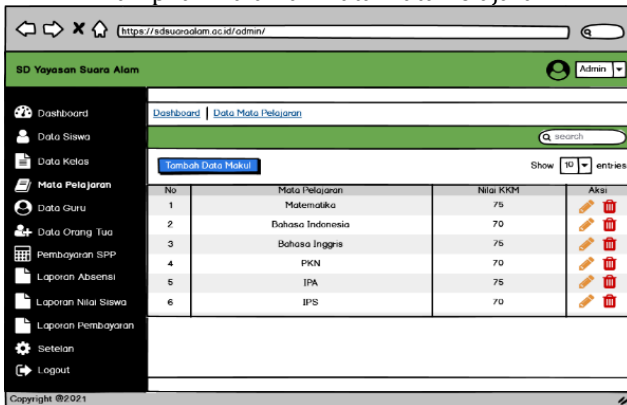 https://sdsuaraalam.ac.id/admin/
SD Yayasan Suara Alam
Admin
Dashboard
Data Siswa
Data Kelas
Mata Pelajaran
Data Guru
Data Orang Tua
Pembayaran SPP
Laporan Absensi
Laporan Nilai Siswa
Laporan Pembayaran
Setelan
Logout
Dashboard | Data Mata Pelajaran
search
Tambah Data Makul
Show 10 entries
No Mata Pelajaran Nilai KKM Aksi
1 Matematika 75
2 Bahasa Indonesia 70
3 Bahasa Inggris 75
4 PKN 70
5 IPA 75
6 IPS 70
Copyright @2021